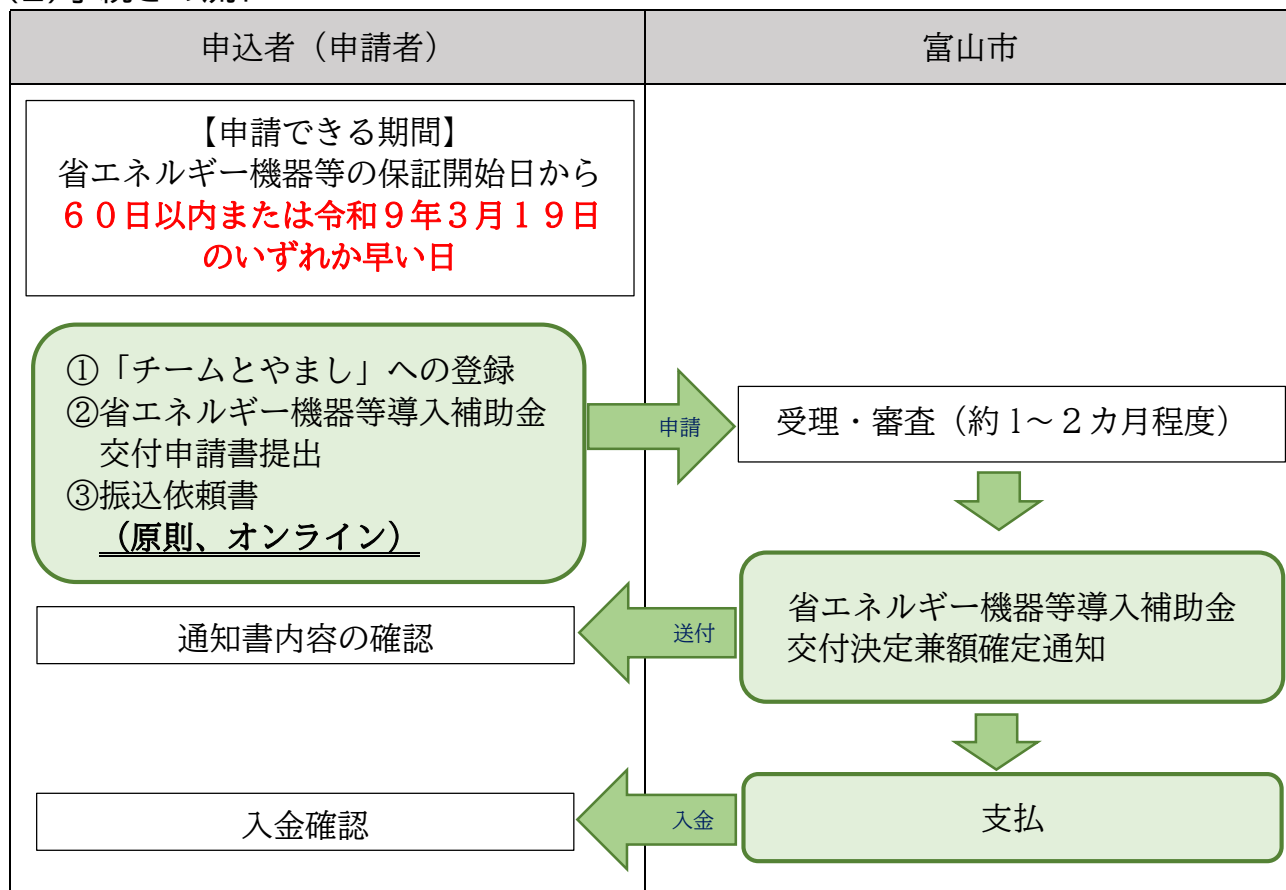 申込者（申請者）
富山市
【申請できる期間】
省エネルギー機器等の保証開始日から
６０日以内または令和９年３月１９日
のいずれか早い日
①「チームとやまし」への登録
②省エネルギー機器等導入補助金
交付申請書提出
③振込依頼書
（原則、オンライン）
申請
受理・審査（約1～２カ月程度）
省エネルギー機器等導入補助金
交付決定兼額確定通知
送付
通知書内容の確認
支払
入金
入金確認